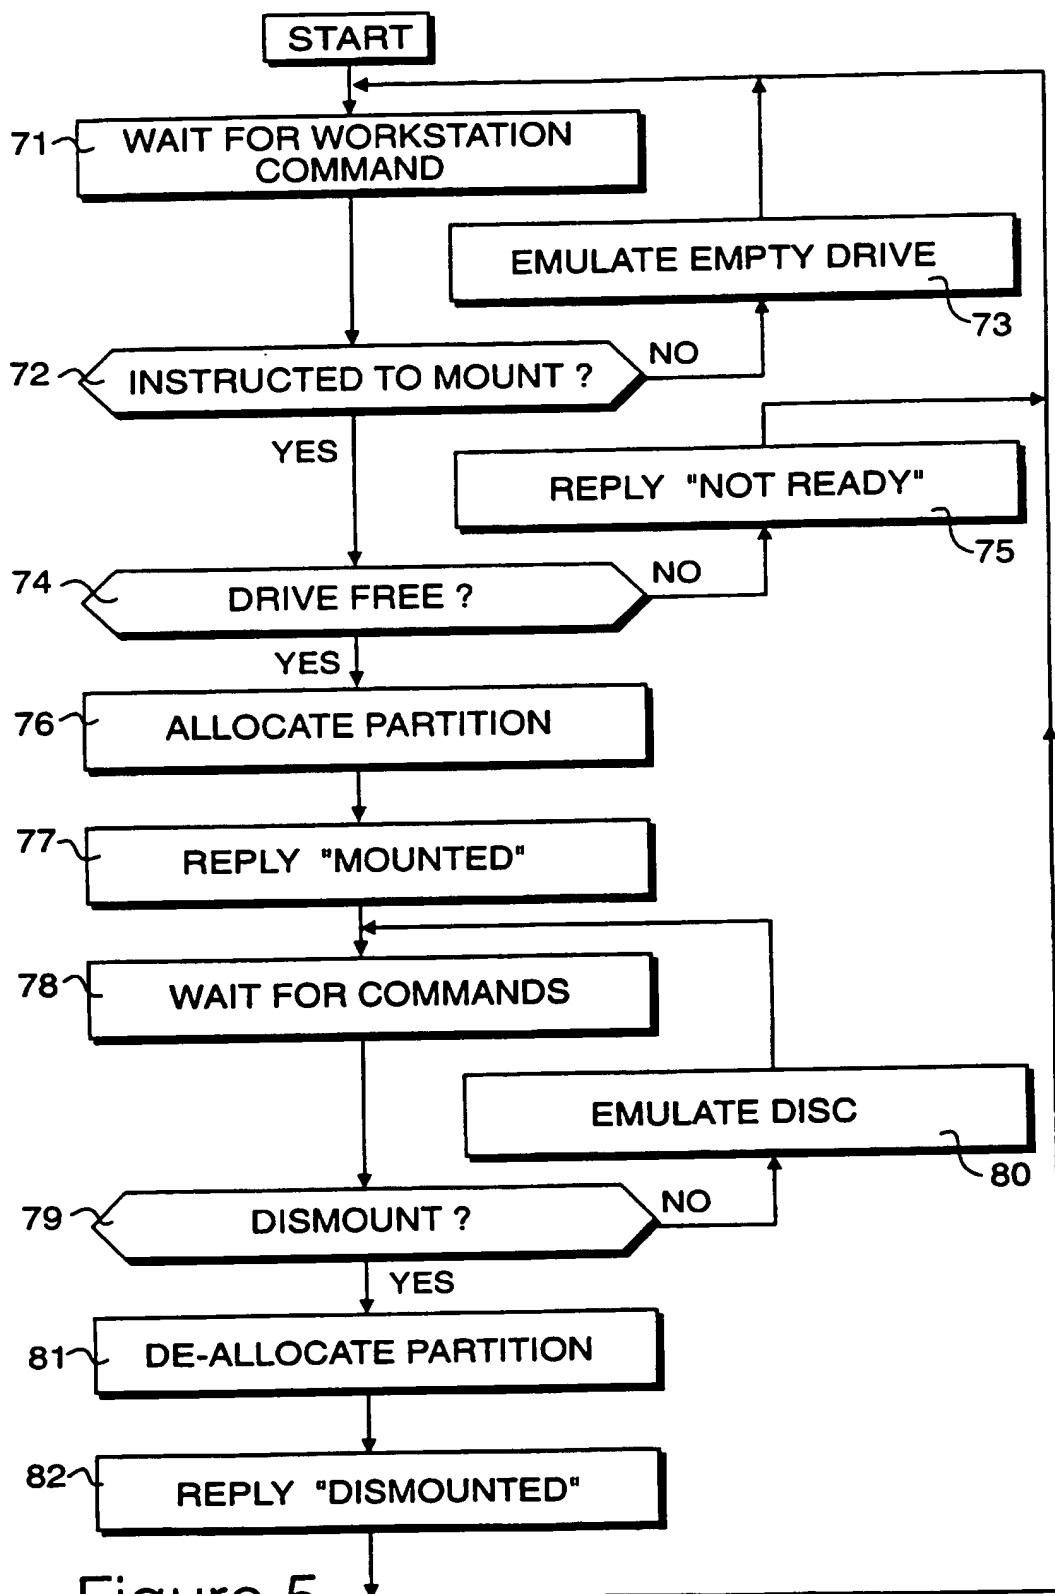 START
71
WAIT FOR WORKSTATION
COMMAND
EMULATE EMPTY DRIVE
73
72
INSTRUCTED TO MOUNT ?
NO
YES
REPLY "NOT READY"
75
74
DRIVE FREE ?
NO
YES
76
ALLOCATE PARTITION
77
REPLY "MOUNTED"
78
WAIT FOR COMMANDS
EMULATE DISC
80
79
DISMOUNT ?
NO
YES
81
DE-ALLOCATE PARTITION
82
REPLY "DISMOUNTED"
Figure 5